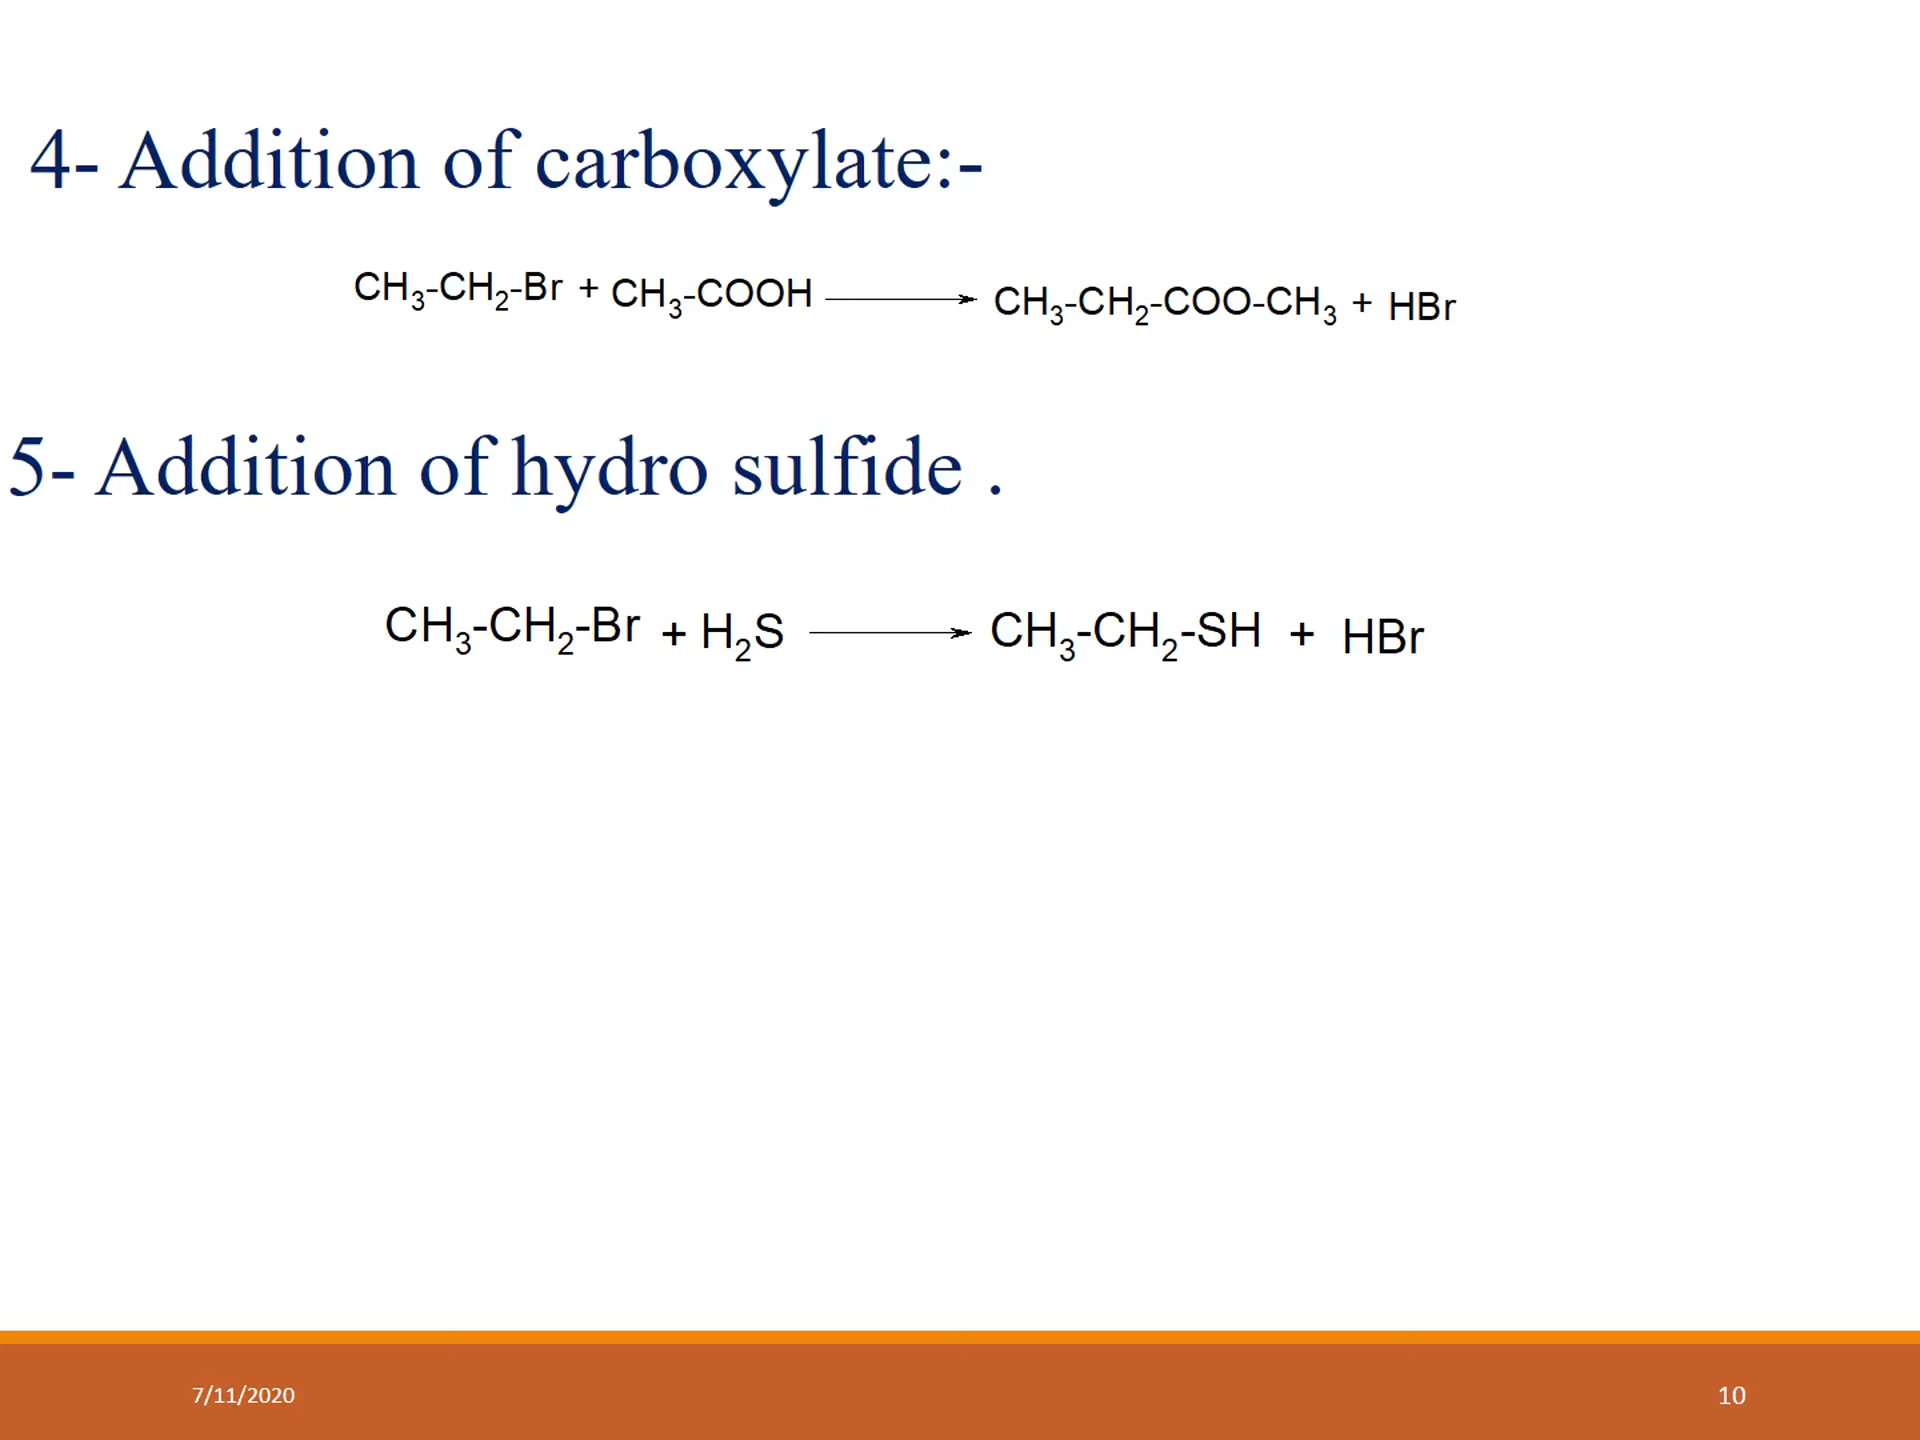 4- Addition of carboxylate:-
CH3-CH2-Br + CH3-COOH ⟶ CH3-CH2-COO-CH3 + HBr
5- Addition of hydro sulfide .
CH3-CH2-Br + H2S ⟶ CH3-CH2-SH + HBr
7/11/2020
10